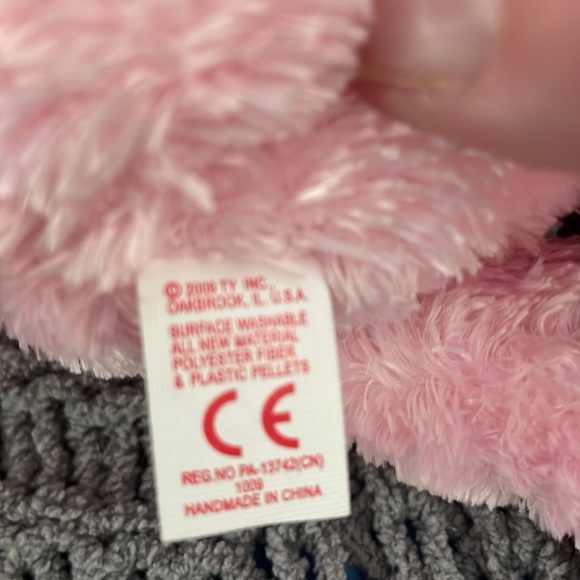 © 2008 TY INC.,
OAKBROOK, IL. U.S.A.
SURFACE WASHABLE
ALL NEW MATERIAL
POLYESTER FIBER
& PLASTIC PELLETS
CE
REG.NO PA-13742(CN)
1009
HANDMADE IN CHINA